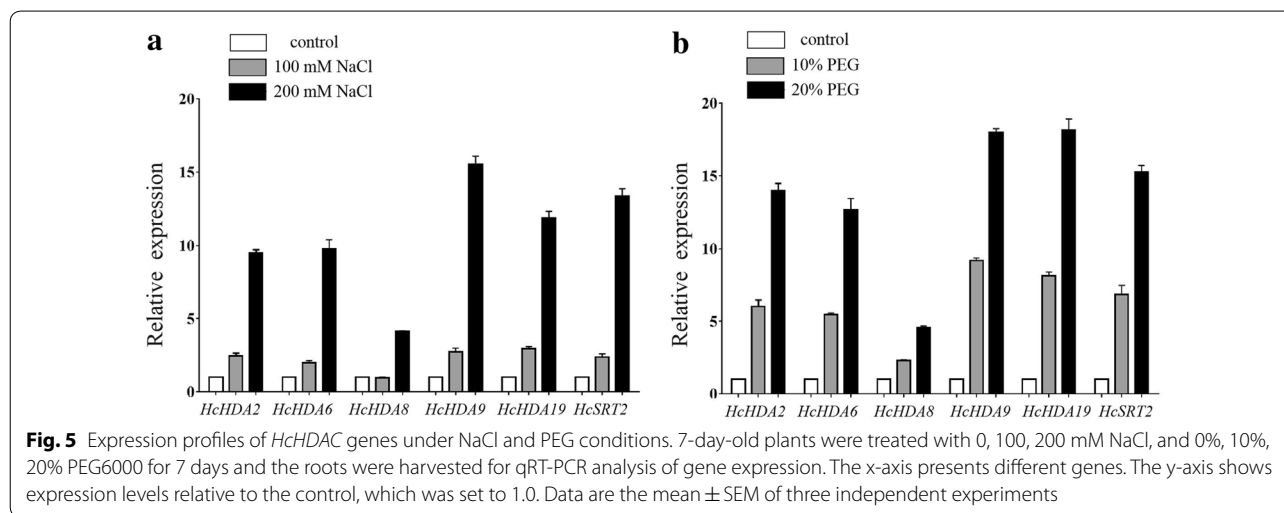 a
control
100 mM NaCl
200 mM NaCl
Relative expression
20
15
10
5
0
HcHDA2 HcHDA6 HcHDA8 HcHDA9 HcHDA19 HcSRT2
b
control
10% PEG
20% PEG
Relative expression
20
15
10
5
0
HcHDA2 HcHDA6 HcHDA8 HcHDA9 HcHDA19 HcSRT2
Fig. 5 Expression profiles of HcHDAC genes under NaCl and PEG conditions. 7-day-old plants were treated with 0, 100, 200 mM NaCl, and 0%, 10%,
20% PEG6000 for 7 days and the roots were harvested for qRT-PCR analysis of gene expression. The x-axis presents different genes. The y-axis shows
expression levels relative to the control, which was set to 1.0. Data are the mean ± SEM of three independent experiments